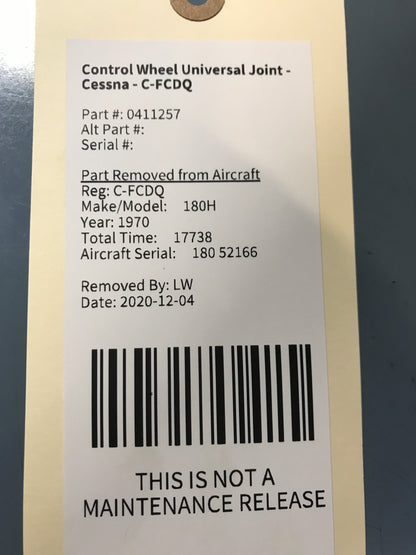 Control Wheel Universal Joint -
Cessna - C-FCDQ
Part #: 0411257
Alt Part #:
Serial #:
Part Removed from Aircraft
Reg: C-FCDQ
Make/Model: 180H
Year: 1970
Total Time: 17738
Aircraft Serial: 180 52166
Removed By: LW
Date: 2020-12-04
THIS IS NOT A
MAINTENANCE RELEASE